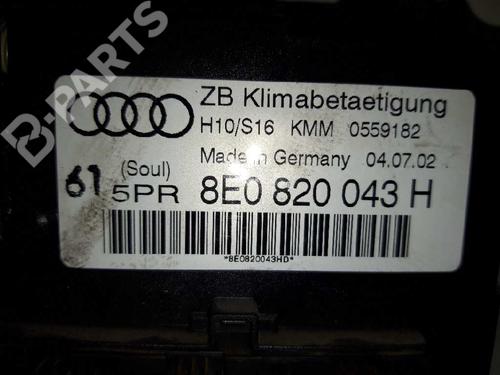 B-PARTS
ZB Klimabetaetigung
H10/S16 KMM 0559182
Made in Germany 04.07.02
61 (Soul)
5PR 8E0 820 043 H
*8E0820043HD*